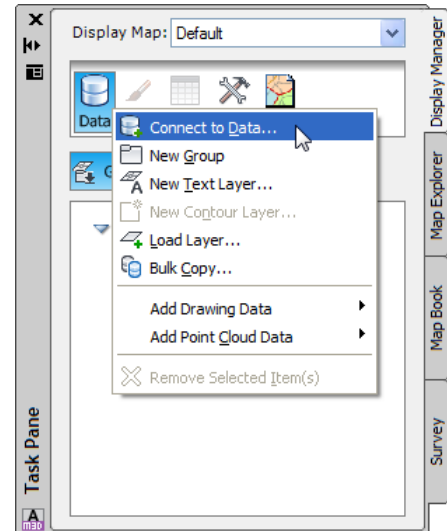 Display Map: Default
Data
Connect to Data...
New Group
New Text Layer...
New Contour Layer...
Load Layer...
Bulk Copy...
Add Drawing Data
Add Point Cloud Data
Remove Selected Item(s)
G
Display Manager
Map Explorer
Map Book
Survey
Task Pane
A